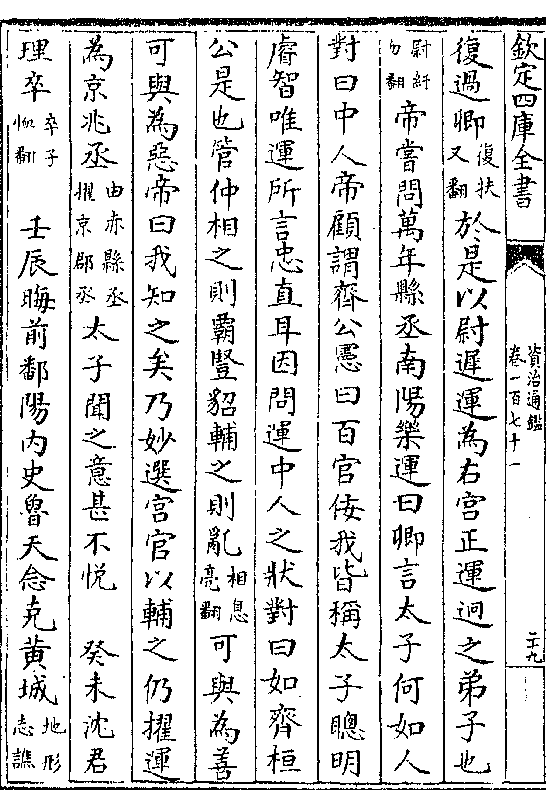 欽定四庫全書
資治通鑑
卷一百七十一
二十九
復過卿復扶又翻於是以尉遲運為右宫正運迥之弟子也
尉紆勿翻帝嘗問萬年縣丞南陽樂運曰卿言太子何如人
對曰中人帝顧謂齊公憲曰百官佞我皆稱太子聰明
睿智唯運所言忠直耳因問運中人之狀對曰如齊桓
公是也管仲相之則霸豎貂輔之則亂相息亮翻可與為善
可與為惡帝曰我知之矣乃妙選宫官以輔之仍擢運
為京兆丞由赤縣丞擢京郡丞太子聞之意甚不悦 癸未沈君
理卒卒子恤翻 壬辰晦前鄱陽内史魯天念克黄城地形志譙